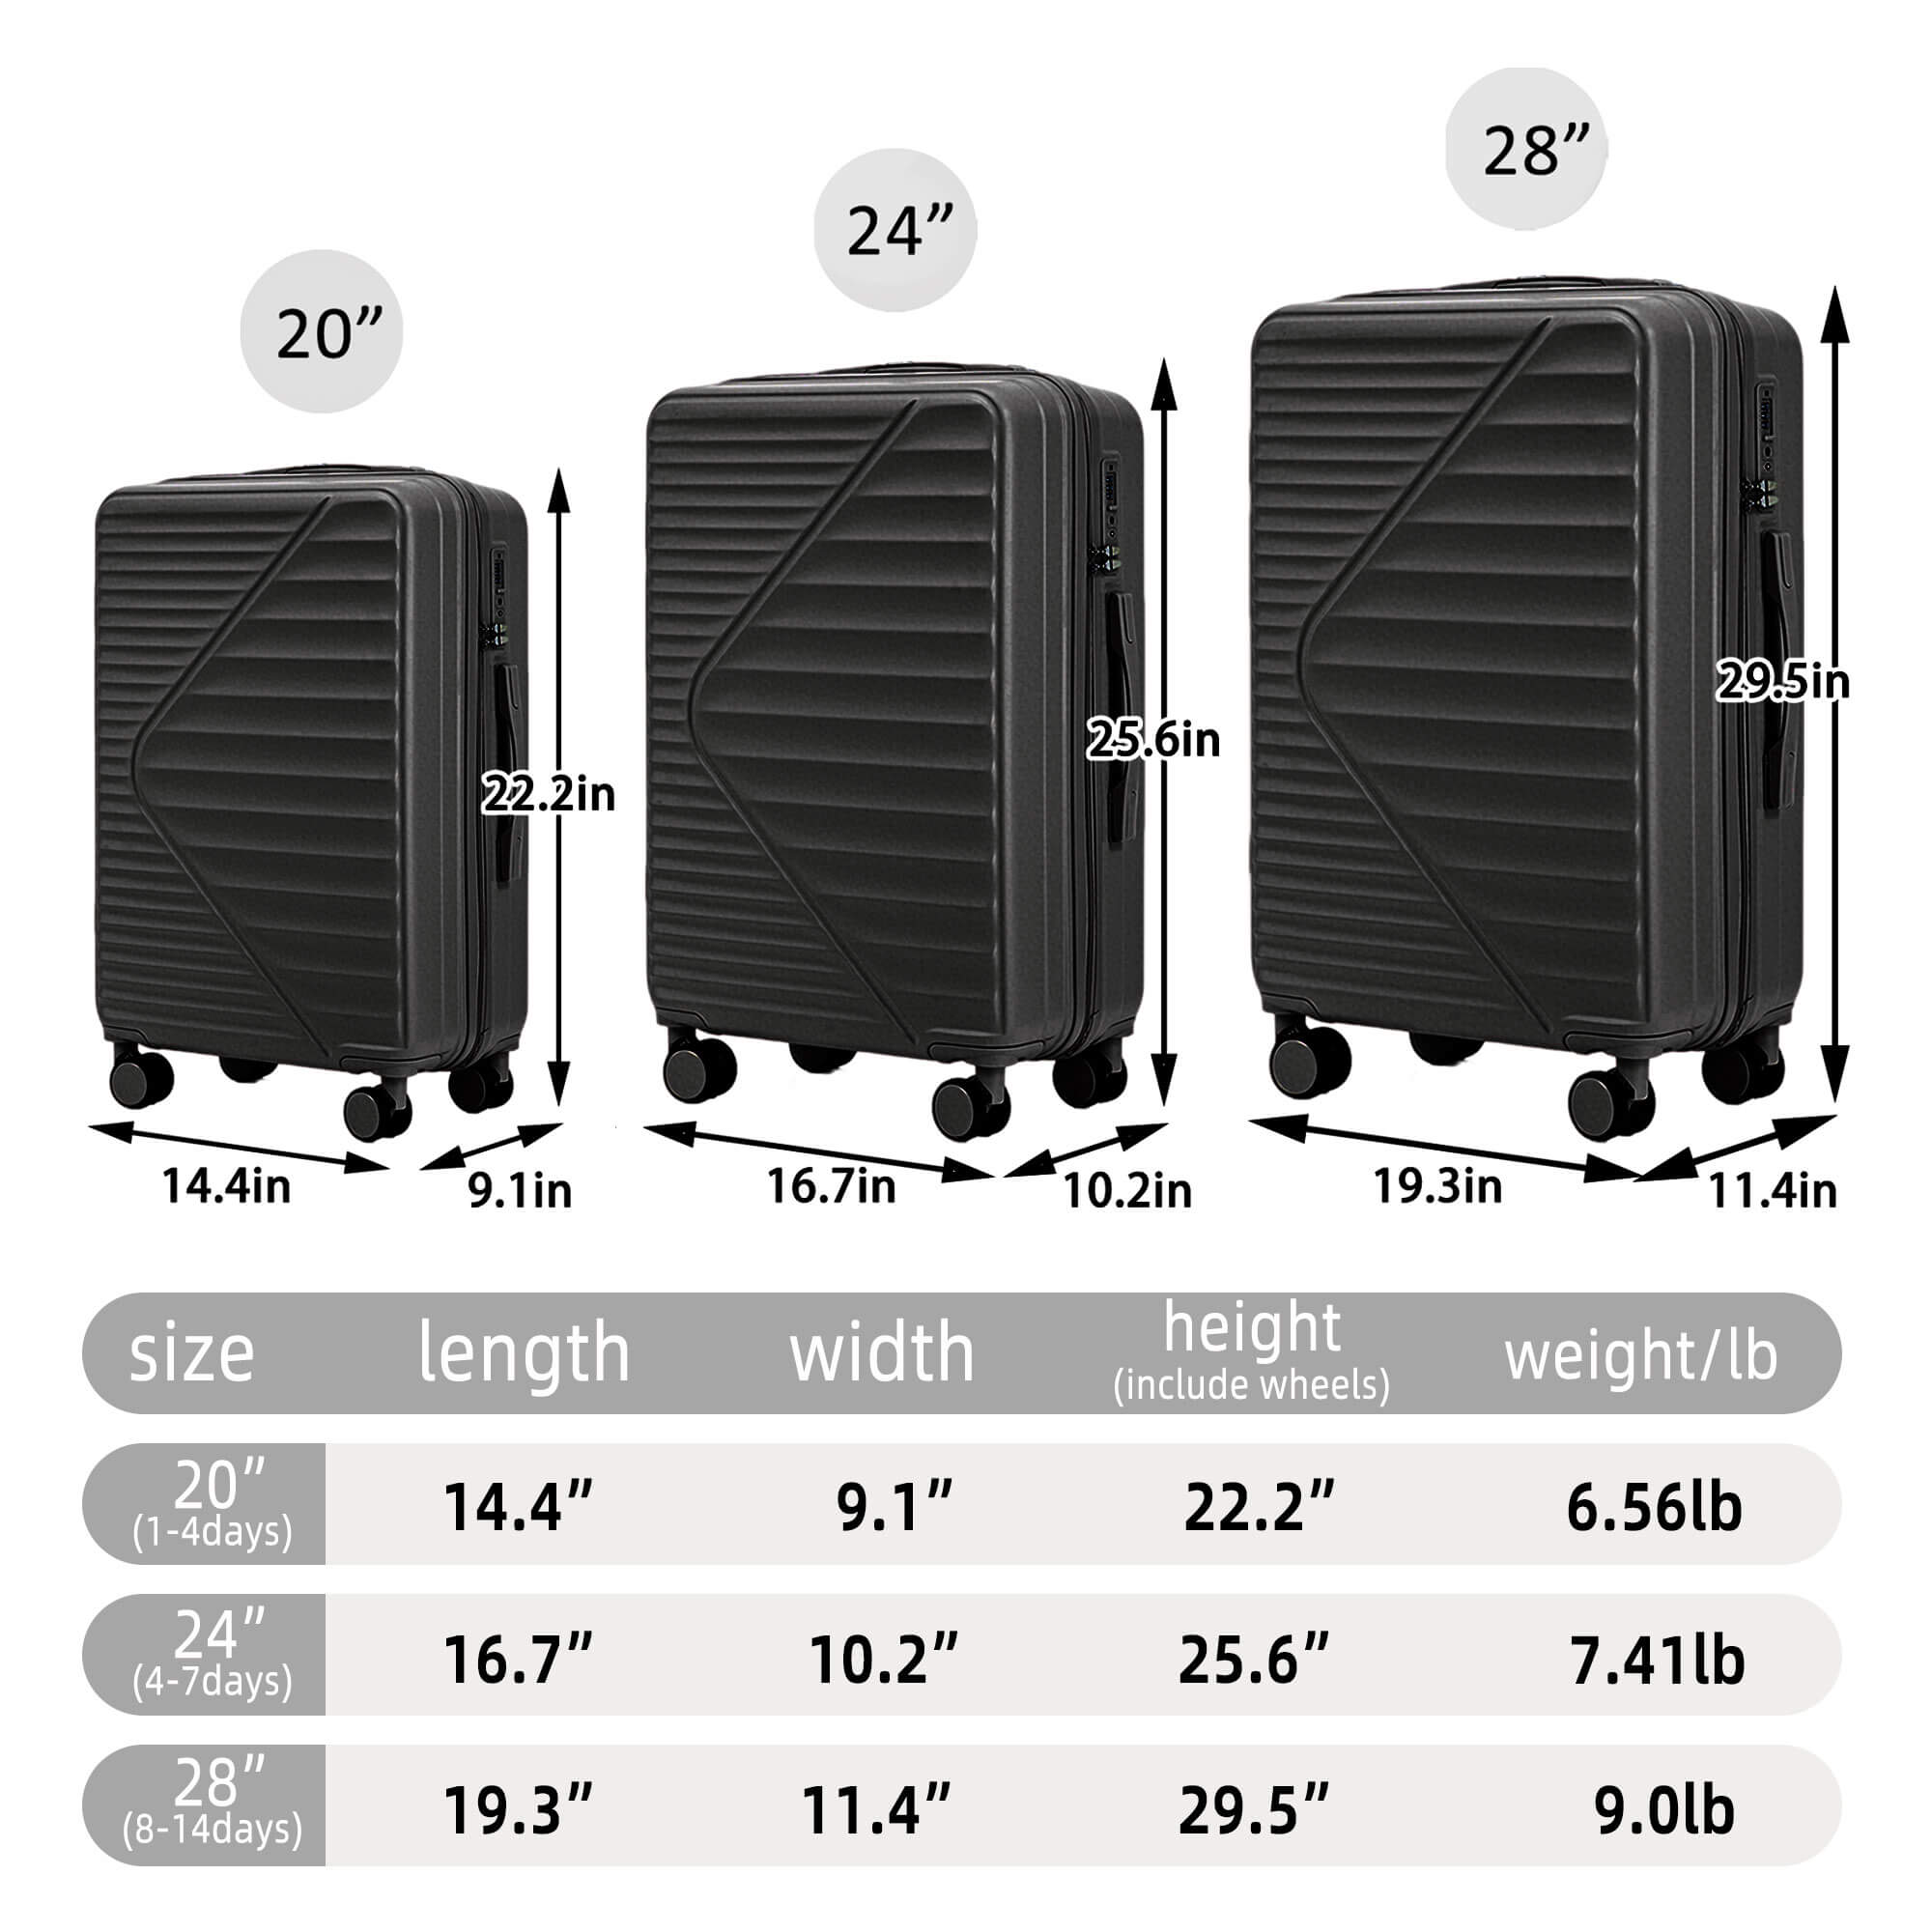 28”
24”
20”
29.5in
25.6in
22.2in
14.4in
9.1in
16.7in
10.2in
19.3in
11.4in
size length width height (include wheels) weight/lb
20” (1-4days) 14.4” 9.1” 22.2” 6.56lb
24” (4-7days) 16.7” 10.2” 25.6” 7.41lb
28” (8-14days) 19.3” 11.4” 29.5” 9.0lb